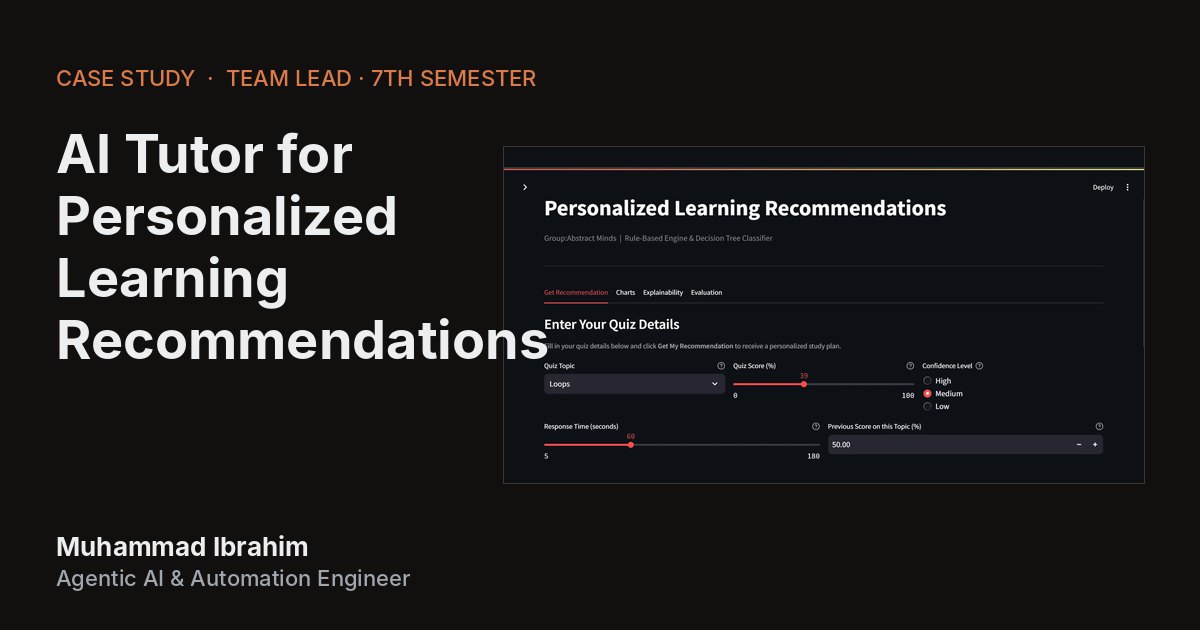 CASE STUDY · TEAM LEAD · 7TH SEMESTER
AI Tutor for
Personalized
Learning
Recommendations
Deploy
Personalized Learning Recommendations
Group:Abstract Minds | Rule-Based Engine & Decision Tree Classifier
Get Recommendation Charts Explainability Evaluation
Enter Your Quiz Details
in your quiz details below and click Get My Recommendation to receive a personalized study plan.
Quiz Topic
Loops
Quiz Score (%)
39
0 100
Confidence Level
High
Medium
Low
Response Time (seconds)
60
5 180
Previous Score on this Topic (%)
50.00
Muhammad Ibrahim
Agentic AI & Automation Engineer